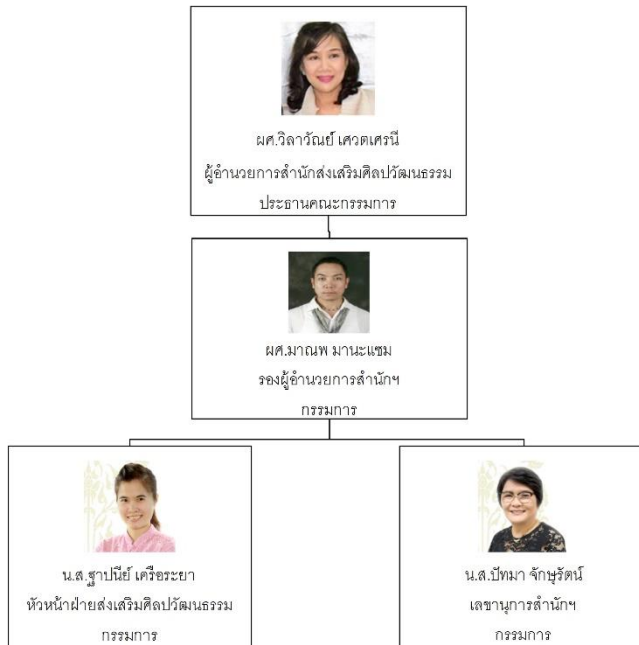 ผศ.วิลาวัณย์ เศวตเศรนี
ผู้อำนวยการสำนักส่งเสริมศิลปวัฒนธรรม
ประธานคณะกรรมการ
ผศ.มาณพ มานะแซม
รองผู้อำนวยการสำนักฯ
กรรมการ
น.ส.ฐาปนีย์ เครือระยา
หัวหน้าฝ่ายส่งเสริมศิลปวัฒนธรรม
กรรมการ
น.ส.ปัทมา จักษุรัตน์
เลขานุการสำนักฯ
กรรมการ